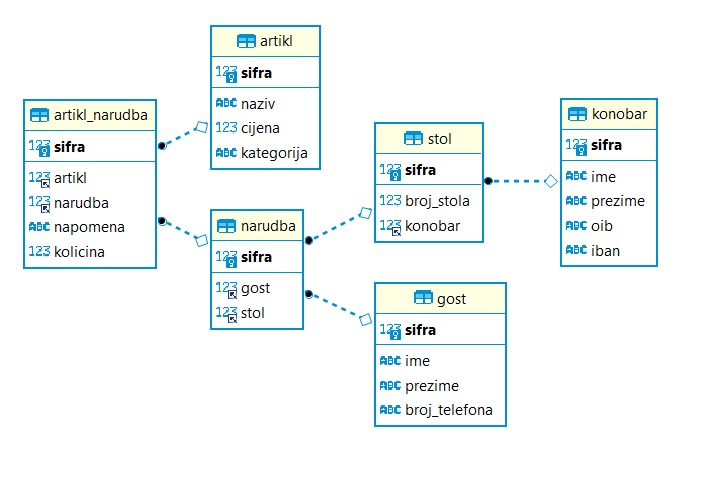 artikl
123 sifra
ABC naziv
123 cijena
ABC kategorija
artikl_narudba
123 sifra
123 artikl
123 narudba
ABC napomena
123 kolicina
narudba
123 sifra
123 gost
123 stol
stol
123 sifra
123 broj_stola
123 konobar
gost
123 sifra
ABC ime
ABC prezime
ABC broj_telefona
konobar
123 sifra
ABC ime
ABC prezime
ABC oib
ABC iban